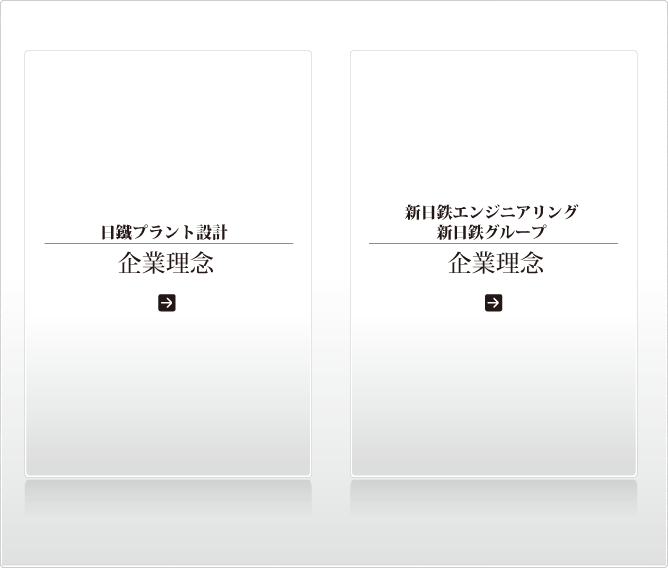 日鐵プラント設計
企業理念
新日鉄エンジニアリング
新日鉄グループ
企業理念